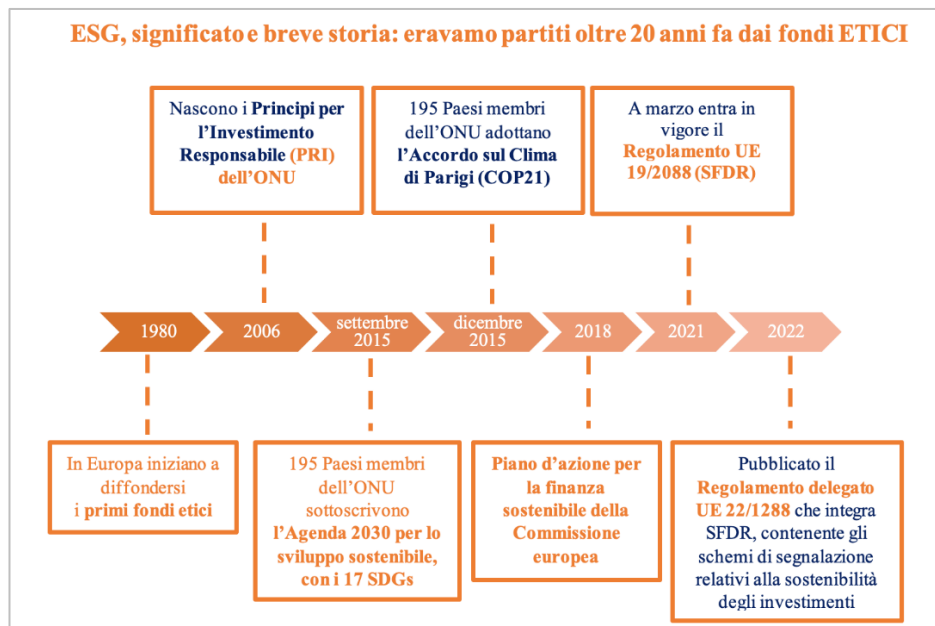 ESG, significato e breve storia: eravamo partiti oltre 20 anni fa dai fondi ETICI
Nascono i Principi per
l'Investimento
Responsabile (PRI)
dell'ONU
195 Paesi membri
dell'ONU adottano
l'Accordo sul Clima
di Parigi (COP21)
A marzo entra in
vigore il
Regolamento UE
19/2088 (SFDR)
1980
2006
settembre
2015
dicembre
2015
2018
2021
2022
In Europa iniziano a
diffondersi
i primi fondi etici
195 Paesi membri
dell'ONU
sottoscrivono
l'Agenda 2030 per lo
sviluppo sostenibile,
con i 17 SDGs
Piano d'azione per
la finanza
sostenibile della
Commissione
europea
Pubblicato il
Regolamento delegato
UE 22/1288 che integra
SFDR, contenente gli
schemi di segnalazione
relativi alla sostenibilità
degli investimenti